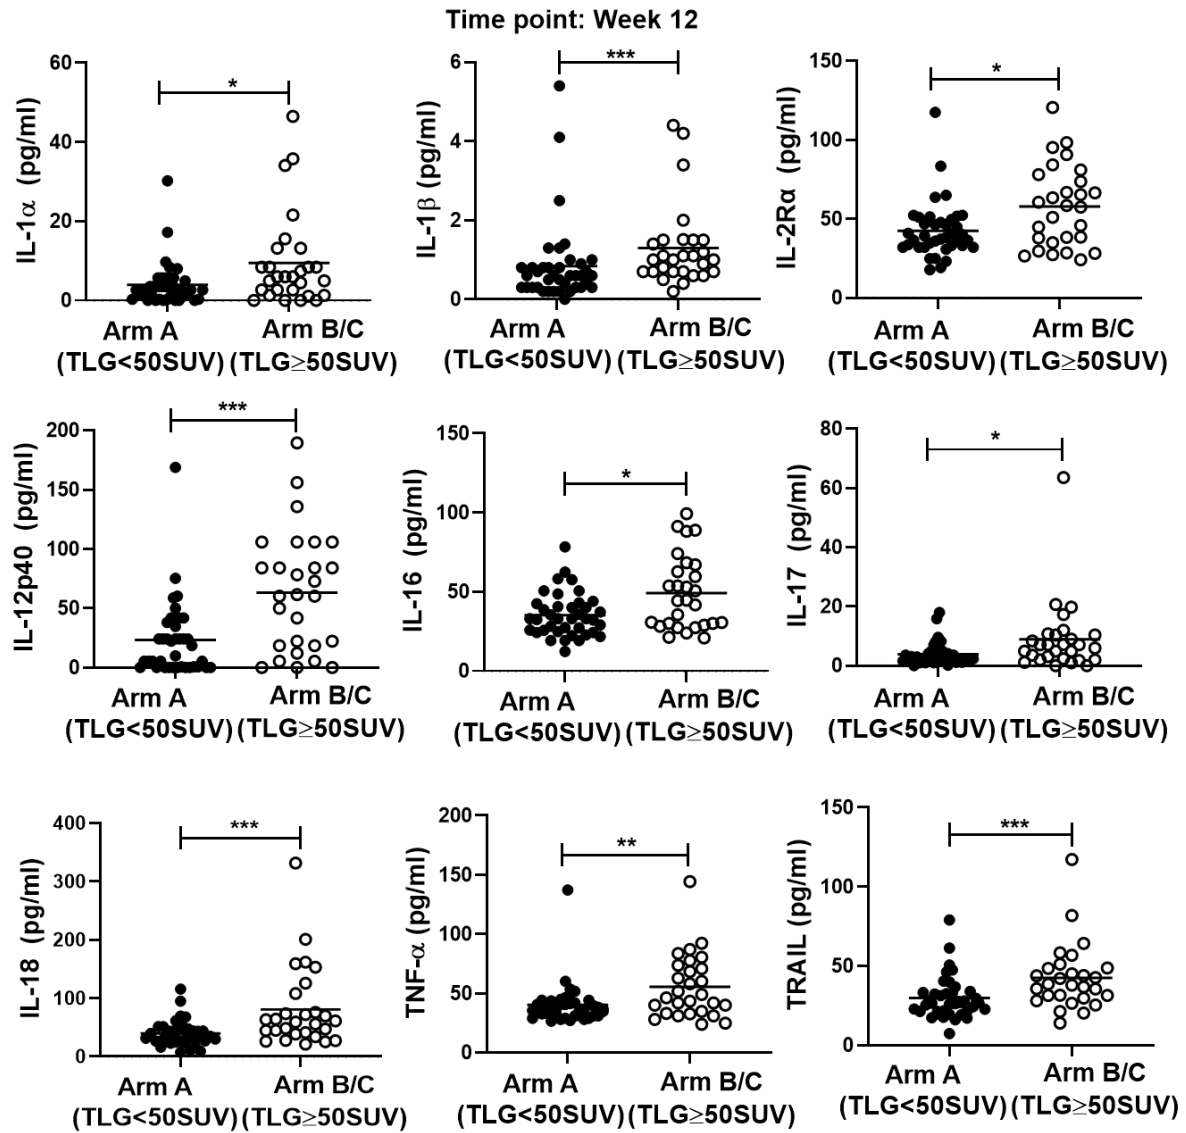 Time point: Week 12
IL-1α (pg/ml)
60
40
20
0
*
Arm A
(TLG<50SUV)
Arm B/C
(TLG≥50SUV)
IL-1β (pg/ml)
6
4
2
0
***
Arm A
(TLG<50SUV)
Arm B/C
(TLG≥50SUV)
IL-2Rα (pg/ml)
150
100
50
0
*
Arm A
(TLG<50SUV)
Arm B/C
(TLG≥50SUV)
IL-12p40 (pg/ml)
200
150
100
50
0
***
Arm A
(TLG<50SUV)
Arm B/C
(TLG≥50SUV)
IL-16 (pg/ml)
150
100
50
0
*
Arm A
(TLG<50SUV)
Arm B/C
(TLG≥50SUV)
IL-17 (pg/ml)
80
60
40
20
0
*
Arm A
(TLG<50SUV)
Arm B/C
(TLG≥50SUV)
IL-18 (pg/ml)
400
300
200
100
0
***
Arm A
(TLG<50SUV)
Arm B/C
(TLG≥50SUV)
TNF-α (pg/ml)
200
150
100
50
0
**
Arm A
(TLG<50SUV)
Arm B/C
(TLG≥50SUV)
TRAIL (pg/ml)
150
100
50
0
***
Arm A
(TLG<50SUV)
Arm B/C
(TLG≥50SUV)